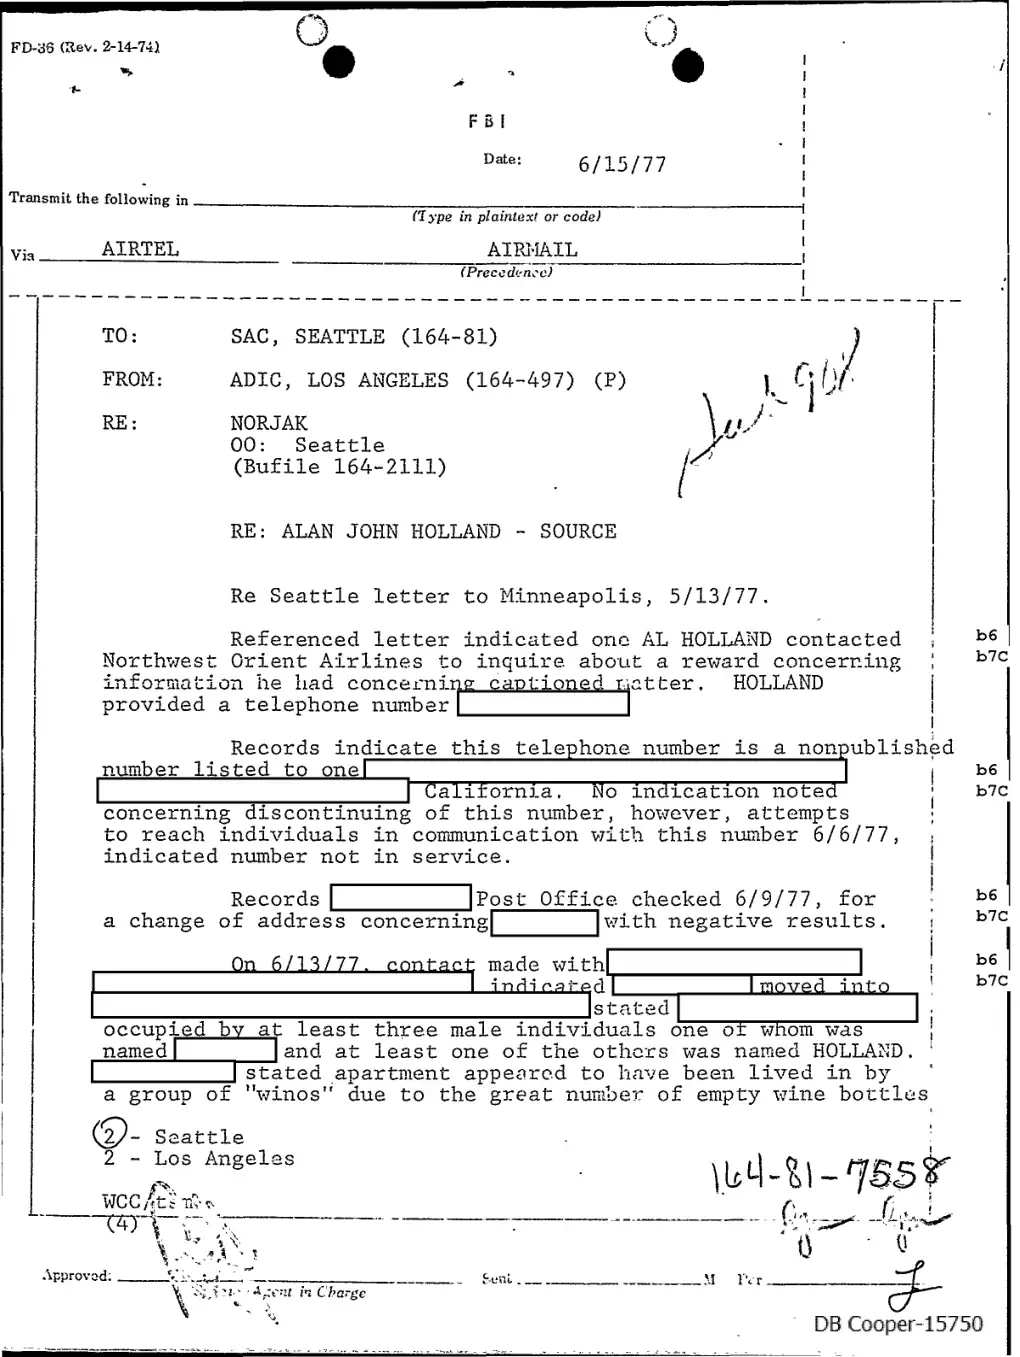 FD-36 (Rev. 2-14-74)
FBI
Date: 6/15/77
Transmit the following in
(Type in plaintext or code)
Via AIRTEL AIRMAIL
(Precedence)
TO: SAC, SEATTLE (164-81)
FROM: ADIC, LOS ANGELES (164-497) (P)
RE: NORJAK
OO: Seattle
(Bufile 164-2111)
RE: ALAN JOHN HOLLAND - SOURCE
Re Seattle letter to Minneapolis, 5/13/77.
Referenced letter indicated one AL HOLLAND contacted
Northwest Orient Airlines to inquire about a reward concerning
information he had concerning captioned matter. HOLLAND
provided a telephone number
b6
b7C
Records indicate this telephone number is a nonpublished
number listed to one
California. No indication noted
concerning discontinuing of this number, however, attempts
to reach individuals in communication with this number 6/6/77,
indicated number not in service.
b6
b7C
Records Post Office checked 6/9/77, for
a change of address concerning with negative results.
b6
b7C
On 6/13/77, contact made with
indicated moved into
stated
occupied by at least three male individuals one of whom was
named and at least one of the others was named HOLLAND.
stated apartment appeared to have been lived in by
a group of "winos" due to the great number of empty wine bottles
b6
b7C
2 - Seattle
2 - Los Angeles
WCC/
(4)
164-81-7558
Approved: Sent M Per
Agent in Charge
DB Cooper-15750